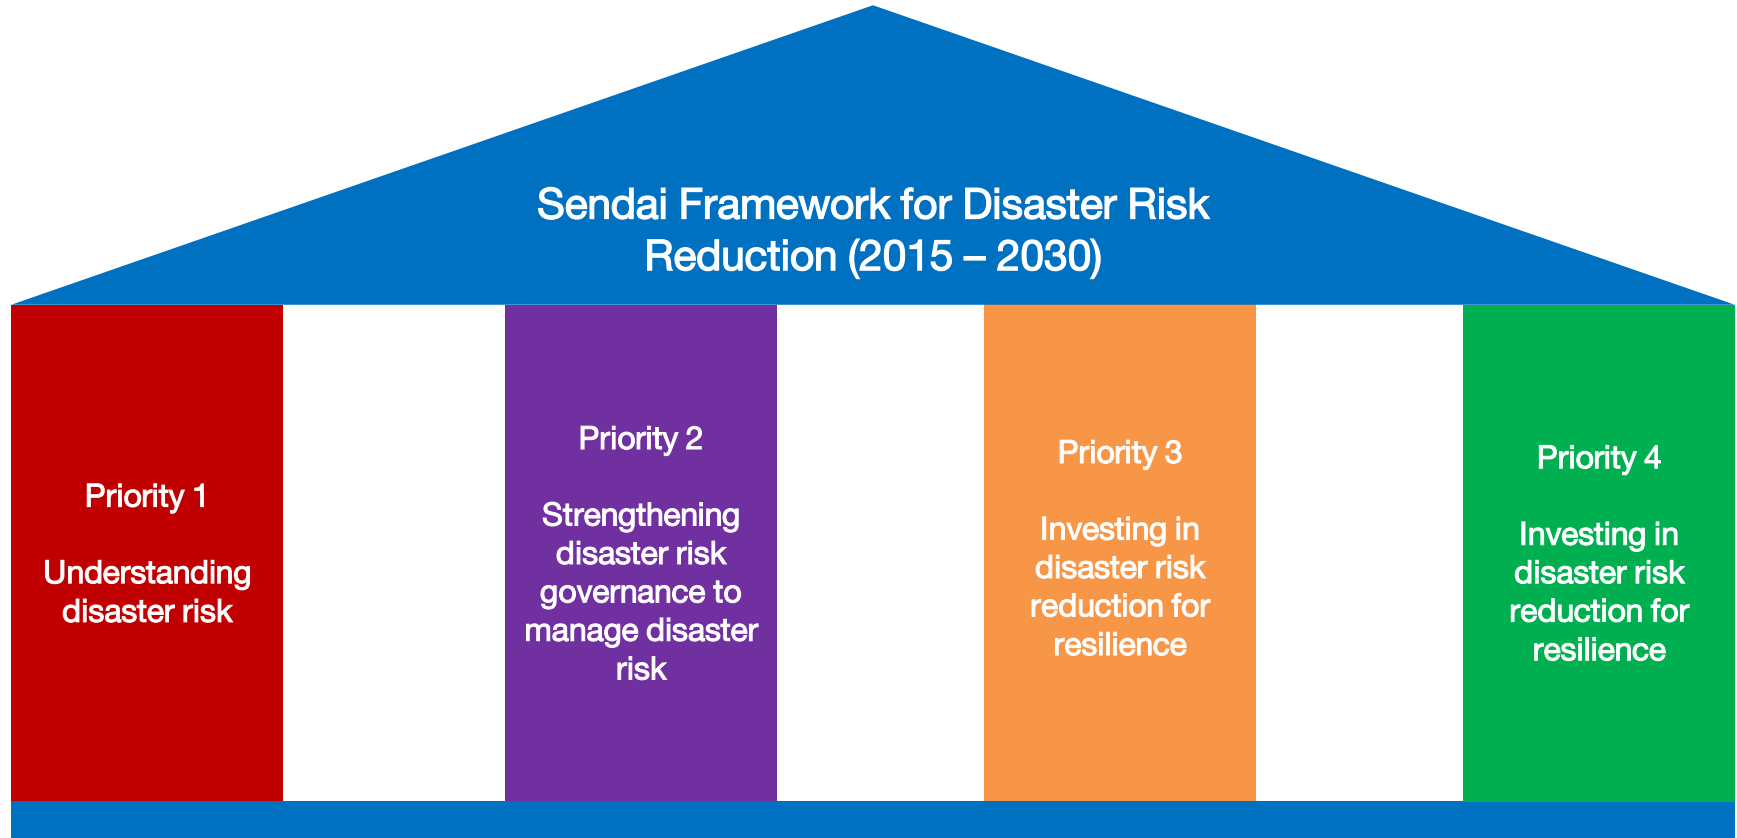 Sendai Framework for Disaster Risk
Reduction (2015 – 2030)
Priority 1
Understanding
disaster risk
Priority 2
Strengthening
disaster risk
governance to
manage disaster
risk
Priority 3
Investing in
disaster risk
reduction for
resilience
Priority 4
Investing in
disaster risk
reduction for
resilience